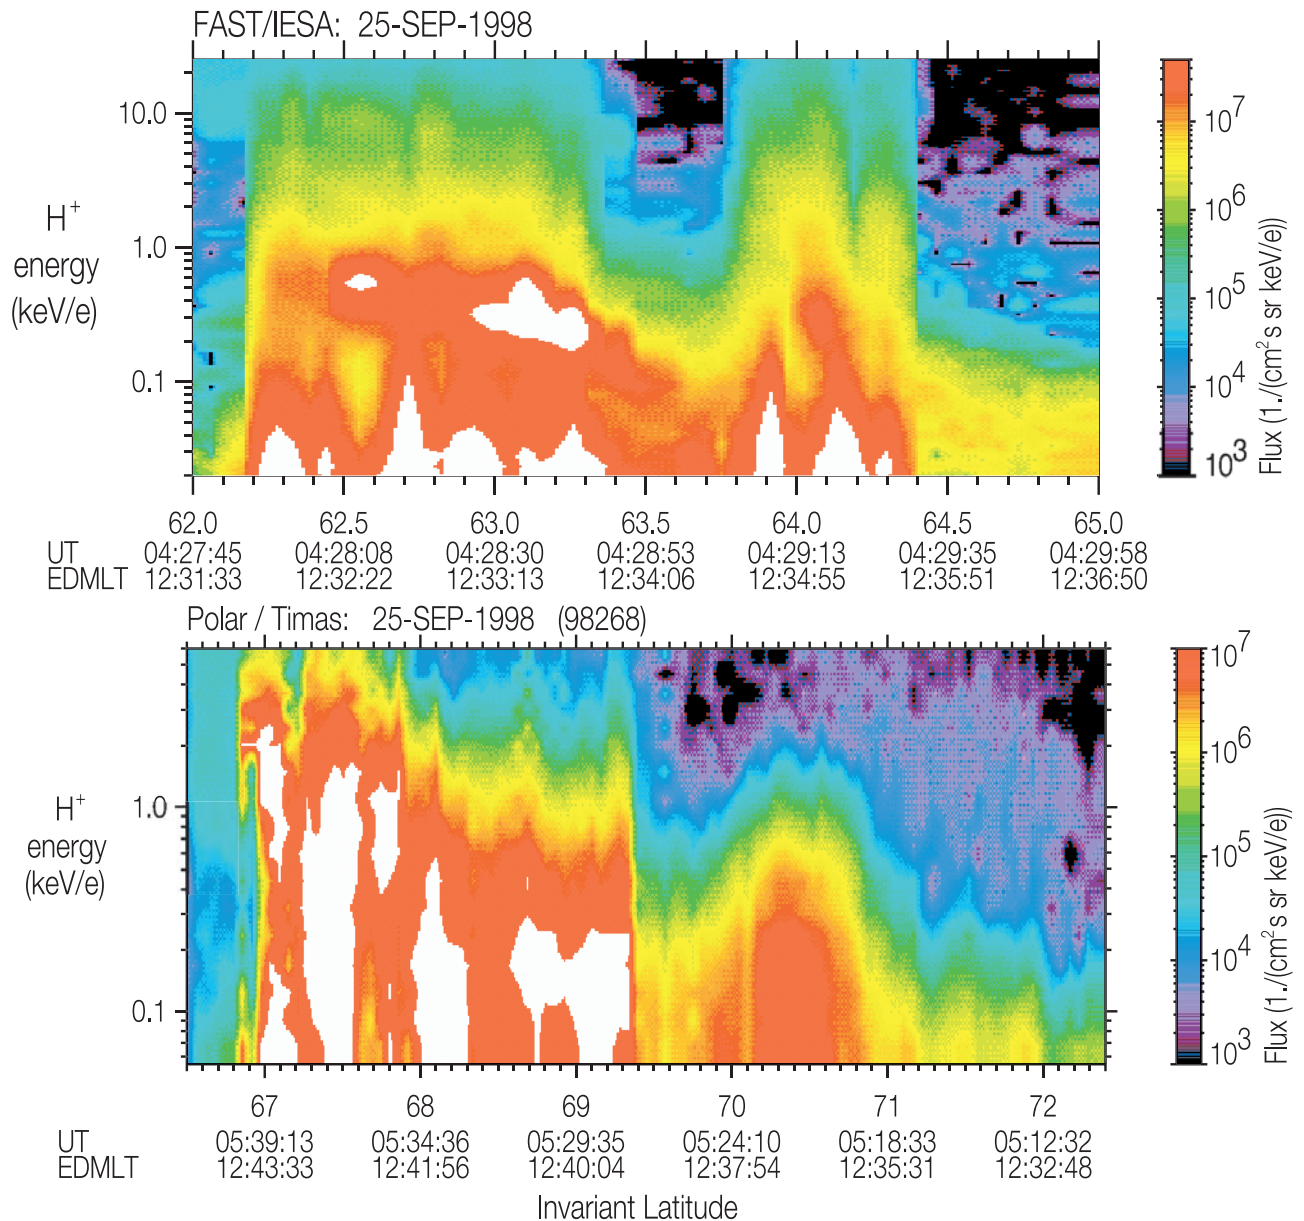 FAST/IESA: 25-SEP-1998
10.0
1.0
0.1
H+
energy
(keV/e)
10^7
10^6
10^5
10^4
10^3
Flux (1./(cm² s sr keV/e))
62.0 62.5 63.0 63.5 64.0 64.5 65.0
UT 04:27:45 04:28:08 04:28:30 04:28:53 04:29:13 04:29:35 04:29:58
EDMLT 12:31:33 12:32:22 12:33:13 12:34:06 12:34:55 12:35:51 12:36:50
Polar / Timas: 25-SEP-1998 (98268)
1.0
0.1
H+
energy
(keV/e)
10^7
10^6
10^5
10^4
10^3
Flux (1./(cm² s sr keV/e))
67 68 69 70 71 72
UT 05:39:13 05:34:36 05:29:35 05:24:10 05:18:33 05:12:32
EDMLT 12:43:33 12:41:56 12:40:04 12:37:54 12:35:31 12:32:48
Invariant Latitude